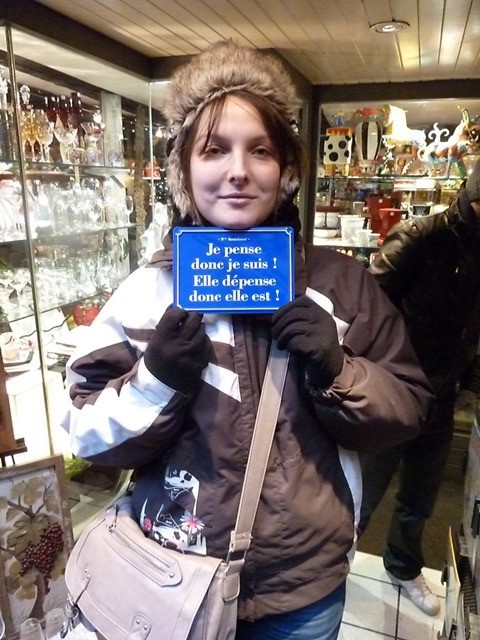 Je pense
donc je suis !
Elle dépense
donc elle est !